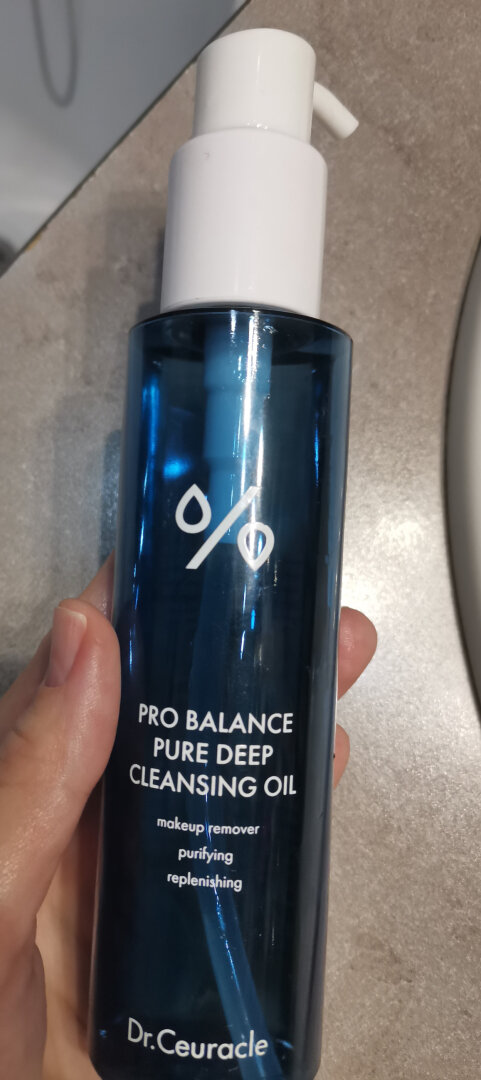 PRO BALANCE
PURE DEEP
CLEANSING OIL
makeup remover
purifying
replenishing
Dr.Ceuracle